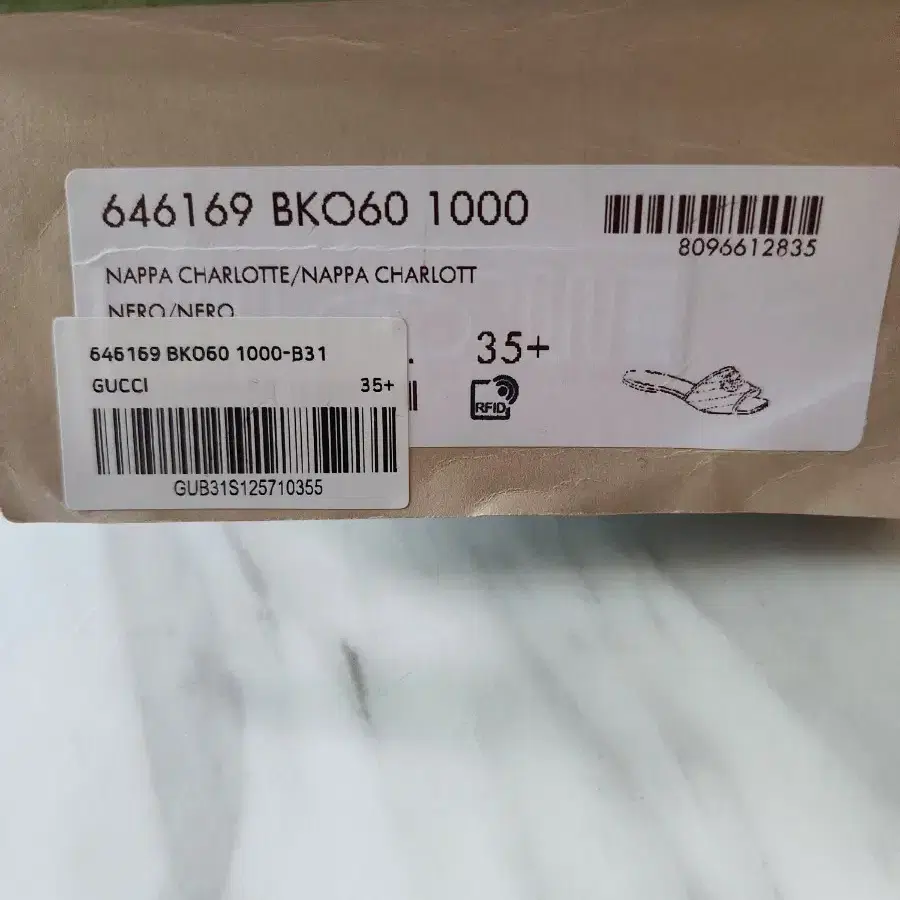 646169 BKO60 1000
8096612835
NAPPA CHARLOTTE/NAPPA CHARLOTT
NERO/NERO
35+
RFID
646169 BKO60 1000-B31
GUCCI 35+
GUB31S125710355